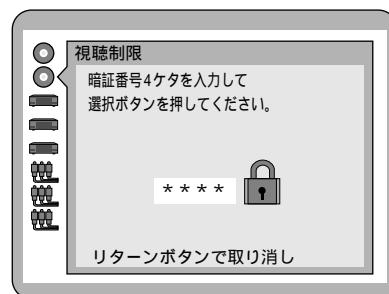 視聴制限
暗証番号4ケタを入力して
選択ボタンを押してください。
* * * *
リターンボタンで取り消し